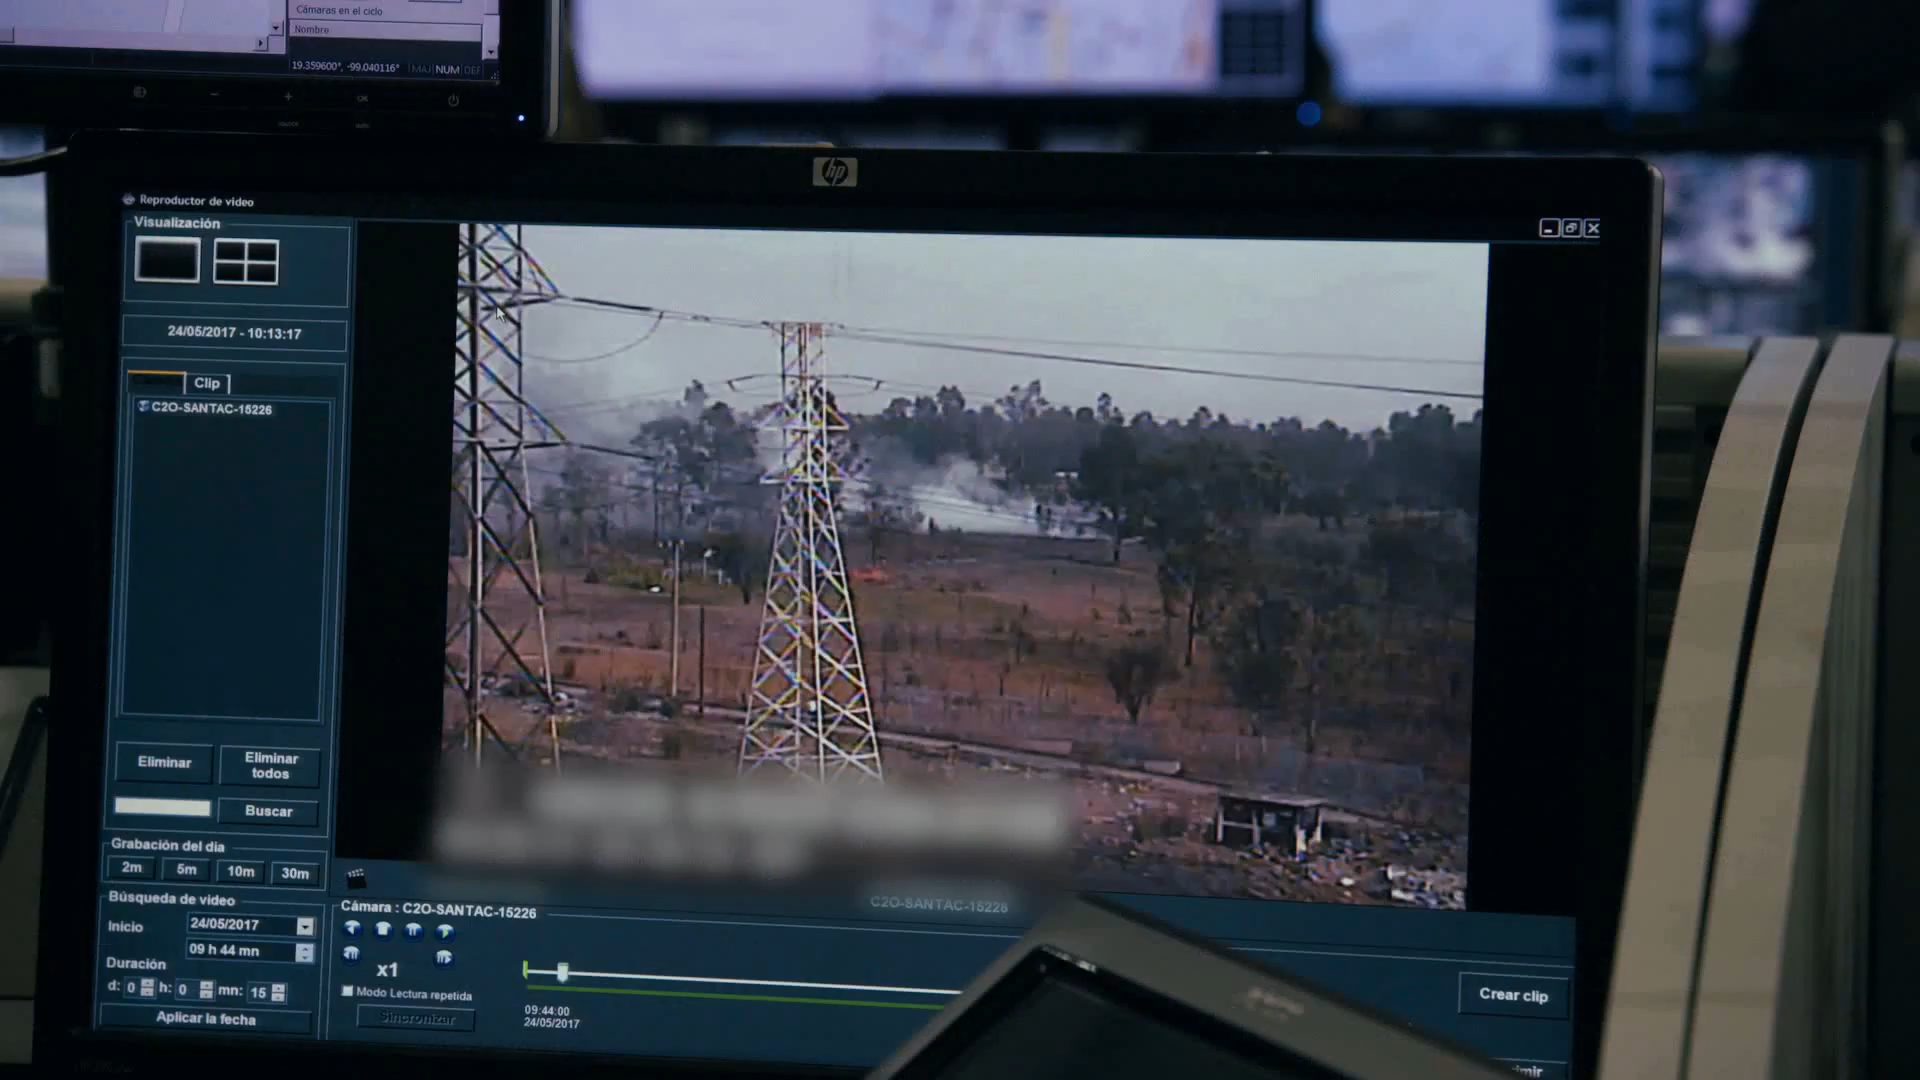 Cámaras en el ciclo
Nombre
19.359600°, -99.040116° MAJ NUM DEF
hp
Reproductor de video
Visualización
24/05/2017 - 10:13:17
Clip
C2O-SANTAC-15226
Eliminar
Eliminar todos
Buscar
Grabación del dia
2m 5m 10m 30m
Búsqueda de video
Inicio 24/05/2017
09 h 44 mn
Duración
d: 0 h: 0 mn: 15
Aplicar la fecha
C2O-SANTAC-15226
Cámara : C2O-SANTAC-15226
x1
Modo Lectura repetida
Sincronizar
09:44:00
24/05/2017
Crear clip